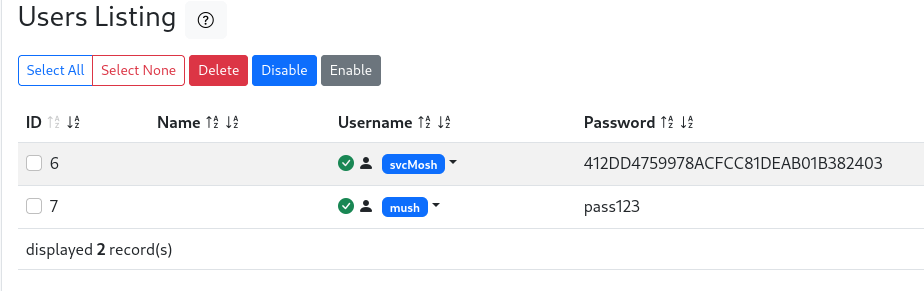 Users Listing
Select All Select None Delete Disable Enable
ID Name Username Password
6 svcMosh 412DD4759978ACFCC81DEAB01B382403
7 mush pass123
displayed 2 record(s)